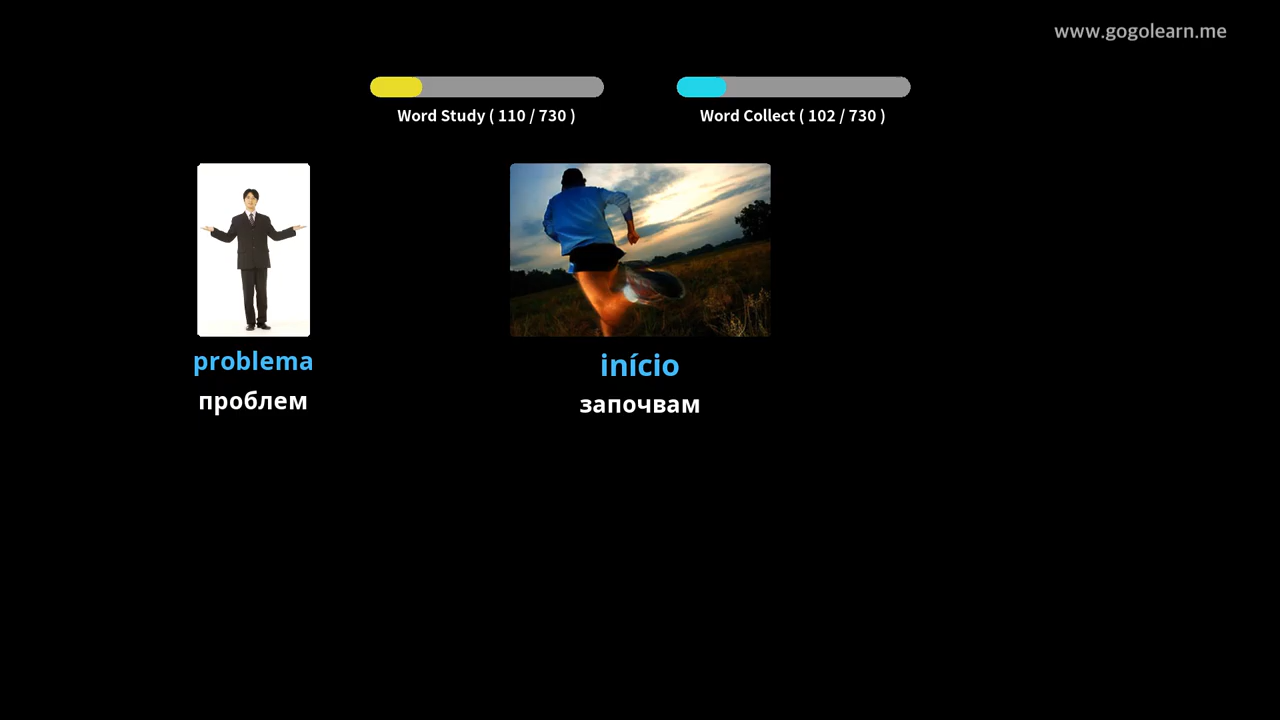 www.gogolearn.me
Word Study ( 110 / 730 )
Word Collect ( 102 / 730 )
problema
проблем
início
започвам